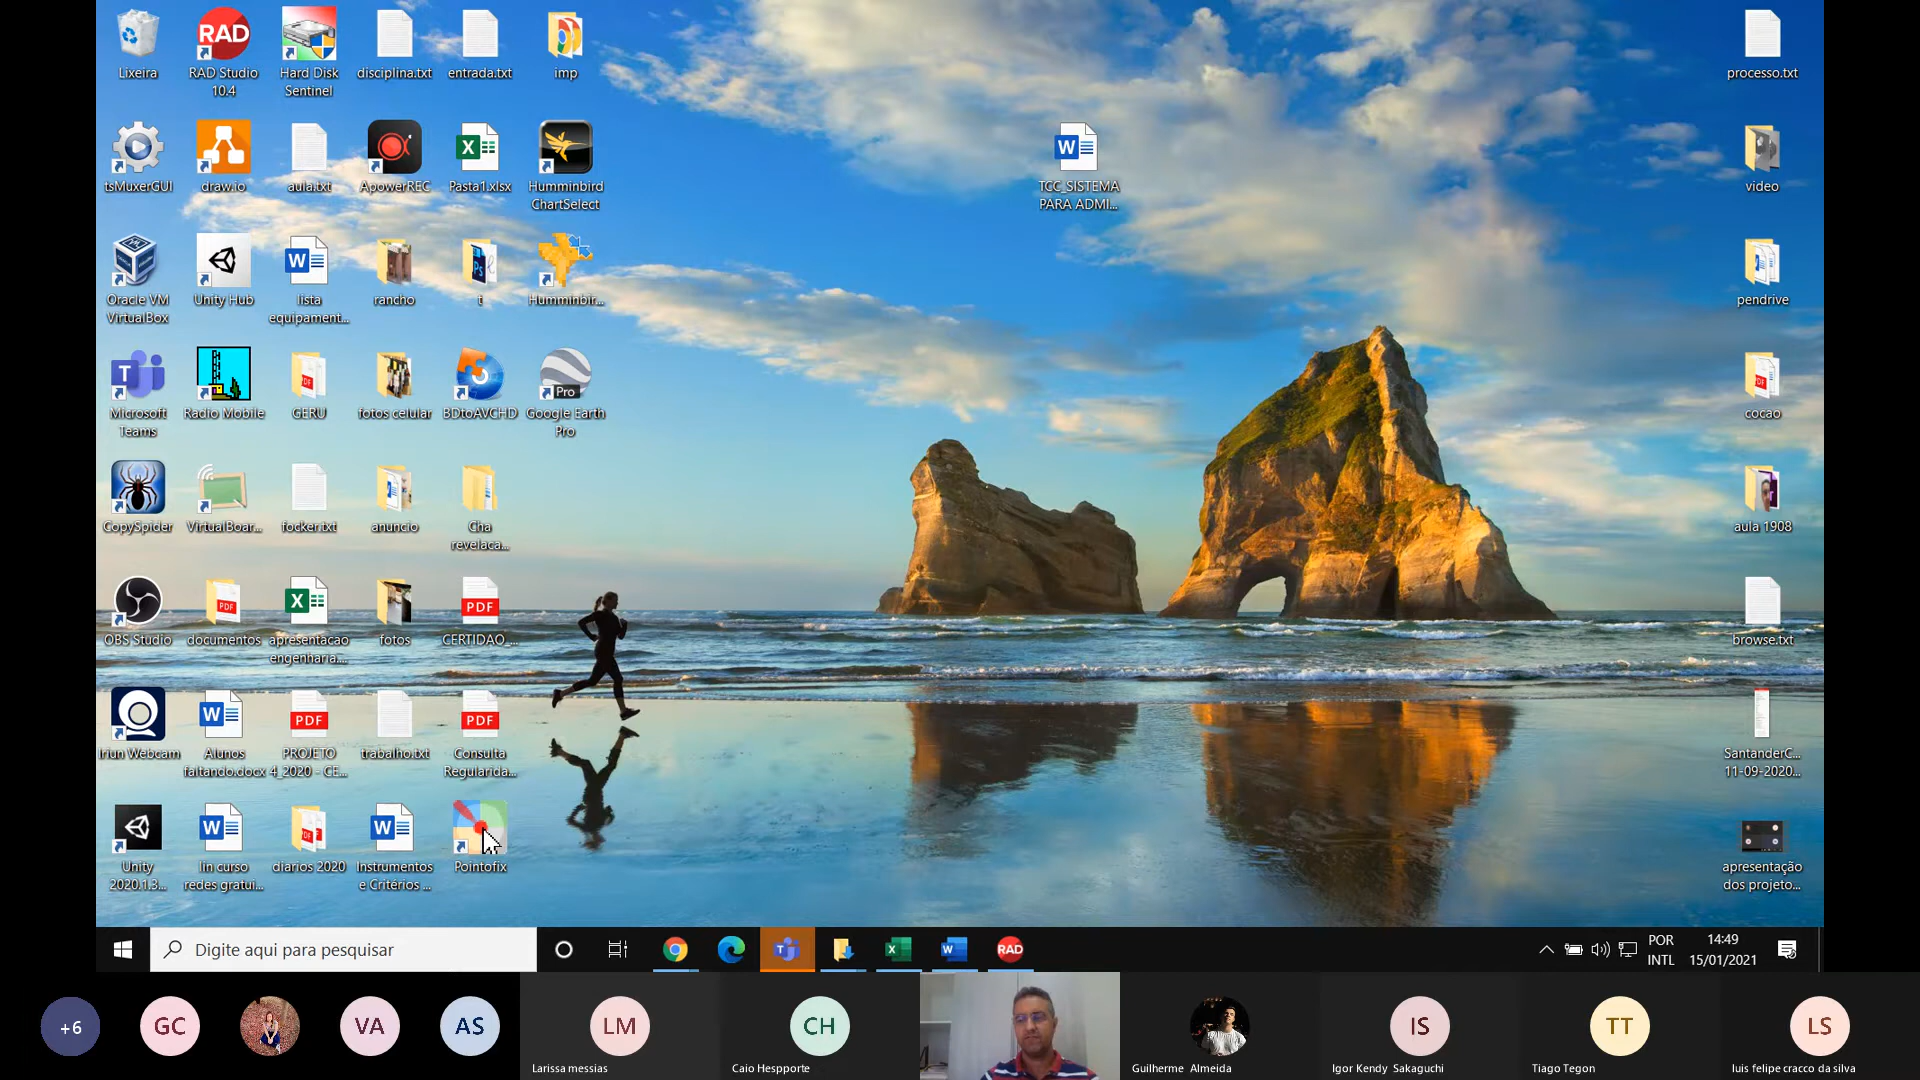 Lixeira
RAD
RAD Studio
10.4
Hard Disk
Sentinel
disciplina.txt
entrada.txt
imp
processo.txt
tsMuxerGUI
draw.io
aula.txt
ApowerREC
Pasta1.xlsx
Humminbird
ChartSelect
TCC_SISTEMA
PARA ADMI...
video
Oracle VM
VirtualBox
Unity Hub
lista
equipament...
rancho
t
Humminbir...
pendrive
Microsoft
Teams
Radio Mobile
GERU
fotos celular
BDtoAVCHD
Pro
Google Earth
Pro
cocao
CopySpider
VirtualBoar...
focker.txt
anuncio
Cha
revelaca...
aula 1908
OBS Studio
documentos
apresentacao
engenharia....
fotos
PDF
CERTIDAO_...
browse.txt
Iriun Webcam
Alunos
faltando.docx
PDF
PROJETO
4_2020 - CE...
trabalho.txt
PDF
Consulta
Regularida...
SantanderC...
11-09-2020...
Unity
2020.1.3...
lin curso
redes gratui...
diarios 2020
Instrumentos
e Critérios ...
Pointofix
apresentação
dos projeto...
Digite aqui para pesquisar
RAD
POR
INTL
14:49
15/01/2021
+6
GC
VA
AS
LM
Larissa messias
CH
Caio Hespporte
Guilherme Almeida
IS
Igor Kendy Sakaguchi
TT
Tiago Tegon
LS
luis felipe cracco da silva